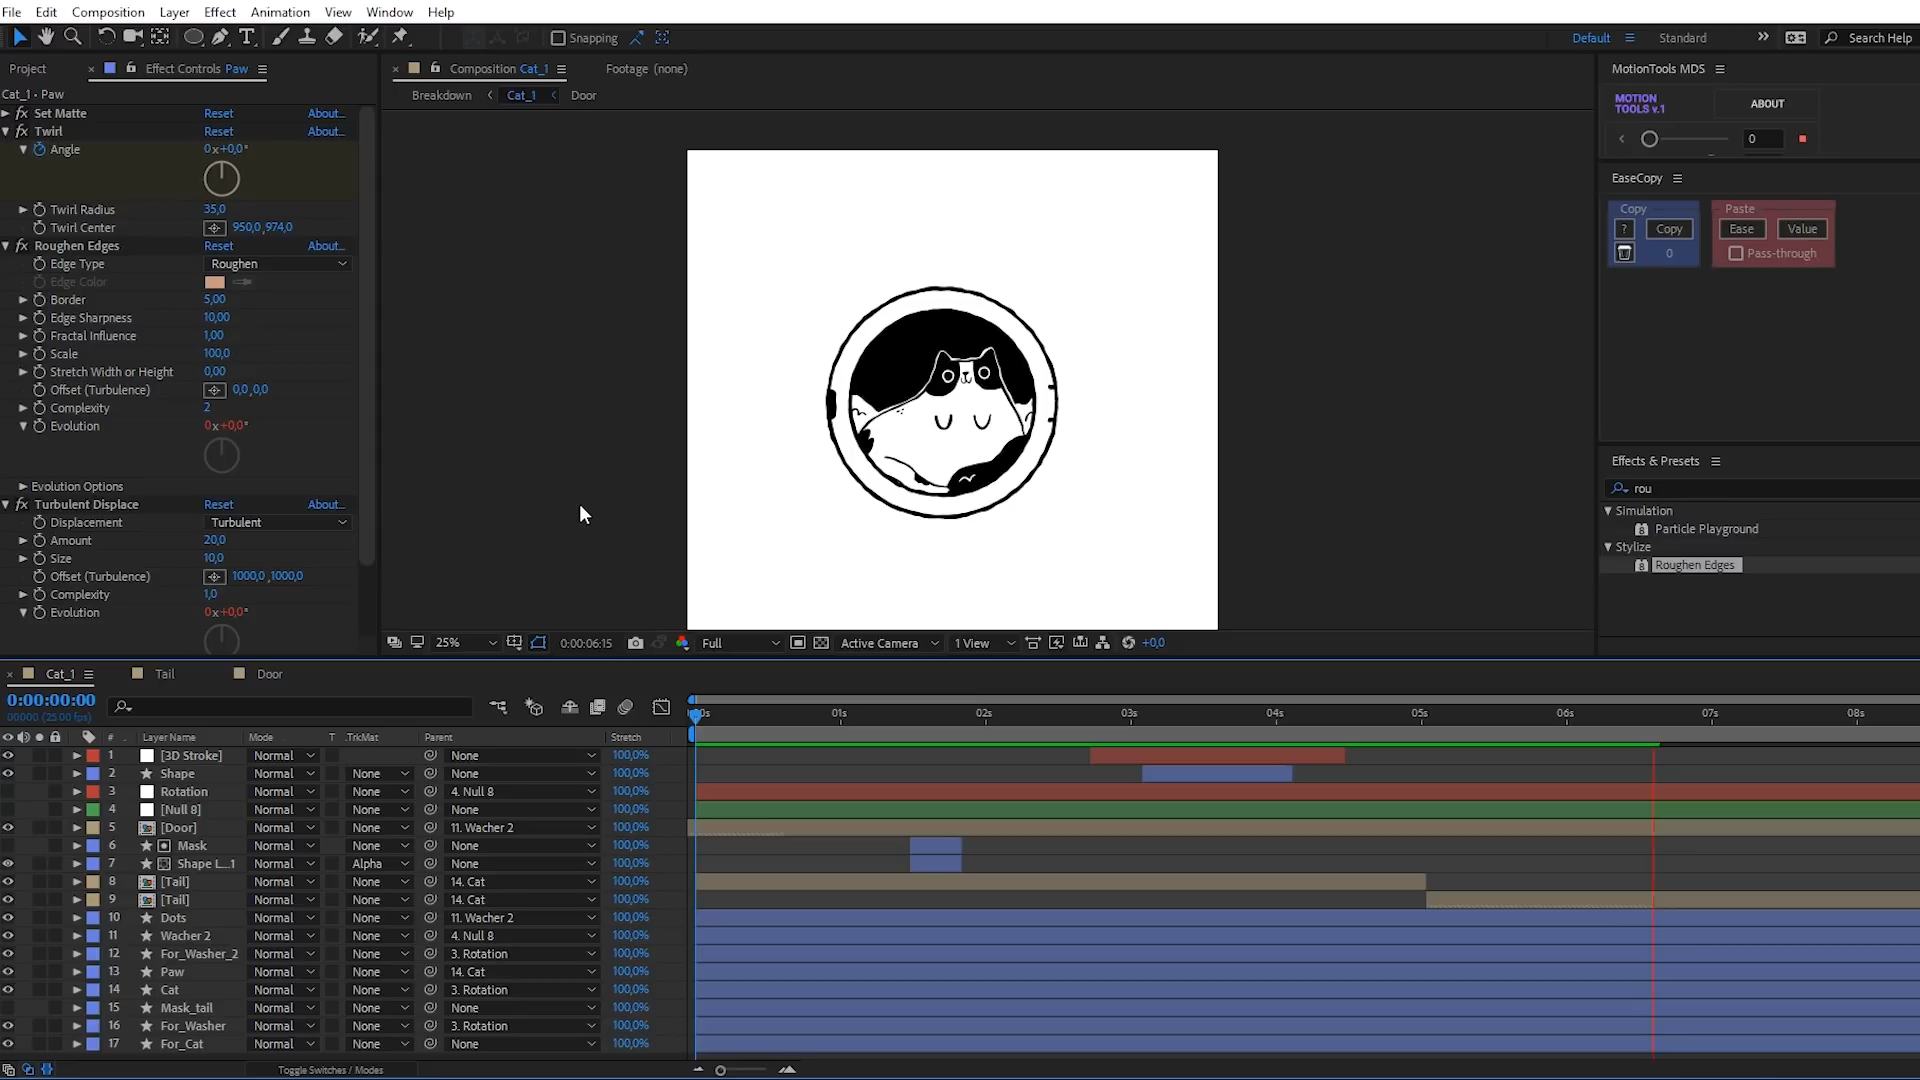 File Edit Composition Layer Effect Animation View Window Help
Snapping Default Standard Search Help
Project Effect Controls Paw
Composition Cat_1 Footage (none)
Breakdown Cat_1 Door
Cat_1 • Paw
fx Set Matte Reset About...
fx Twirl Reset About...
Angle 0x+0,0°
Twirl Radius 35,0
Twirl Center 950,0,974,0
fx Roughen Edges Reset About...
Edge Type Roughen
Edge Color
Border 5,00
Edge Sharpness 10,00
Fractal Influence 1,00
Scale 100,0
Stretch Width or Height 0,00
Offset (Turbulence) 0,0,0,0
Complexity 2
Evolution 0x+0,0°
Evolution Options
fx Turbulent Displace Reset About...
Displacement Turbulent
Amount 20,0
Size 10,0
Offset (Turbulence) 1000,0,1000,0
Complexity 1,0
Evolution 0x+0,0°
25% 0:00:06:15 Full Active Camera 1 View +0,0
MotionTools MDS
MOTION TOOLS v.1 ABOUT
0
EaseCopy
Copy Paste
? Copy Ease Value
0 Pass-through
Effects & Presets
rou
Simulation
Particle Playground
Stylize
Roughen Edges
Cat_1 Tail Door
0:00:00:00
00000 (25.00 fps)
01s 02s 03s 04s 05s 06s 07s 08s
# Layer Name Mode T .TrkMat Parent Stretch
1 [3D Stroke] Normal None 100,0%
2 Shape Normal None None 100,0%
3 Rotation Normal None 4. Null 8 100,0%
4 [Null 8] Normal None None 100,0%
5 [Door] Normal None 11. Wacher 2 100,0%
6 Mask Normal None None 100,0%
7 Shape L...1 Normal Alpha None 100,0%
8 [Tail] Normal None 14. Cat 100,0%
9 [Tail] Normal None 14. Cat 100,0%
10 Dots Normal None 11. Wacher 2 100,0%
11 Wacher 2 Normal None 4. Null 8 100,0%
12 For_Washer_2 Normal None 3. Rotation 100,0%
13 Paw Normal None 14. Cat 100,0%
14 Cat Normal None 3. Rotation 100,0%
15 Mask_tail Normal None None 100,0%
16 For_Washer Normal None 3. Rotation 100,0%
17 For_Cat Normal None None 100,0%
Toggle Switches / Modes